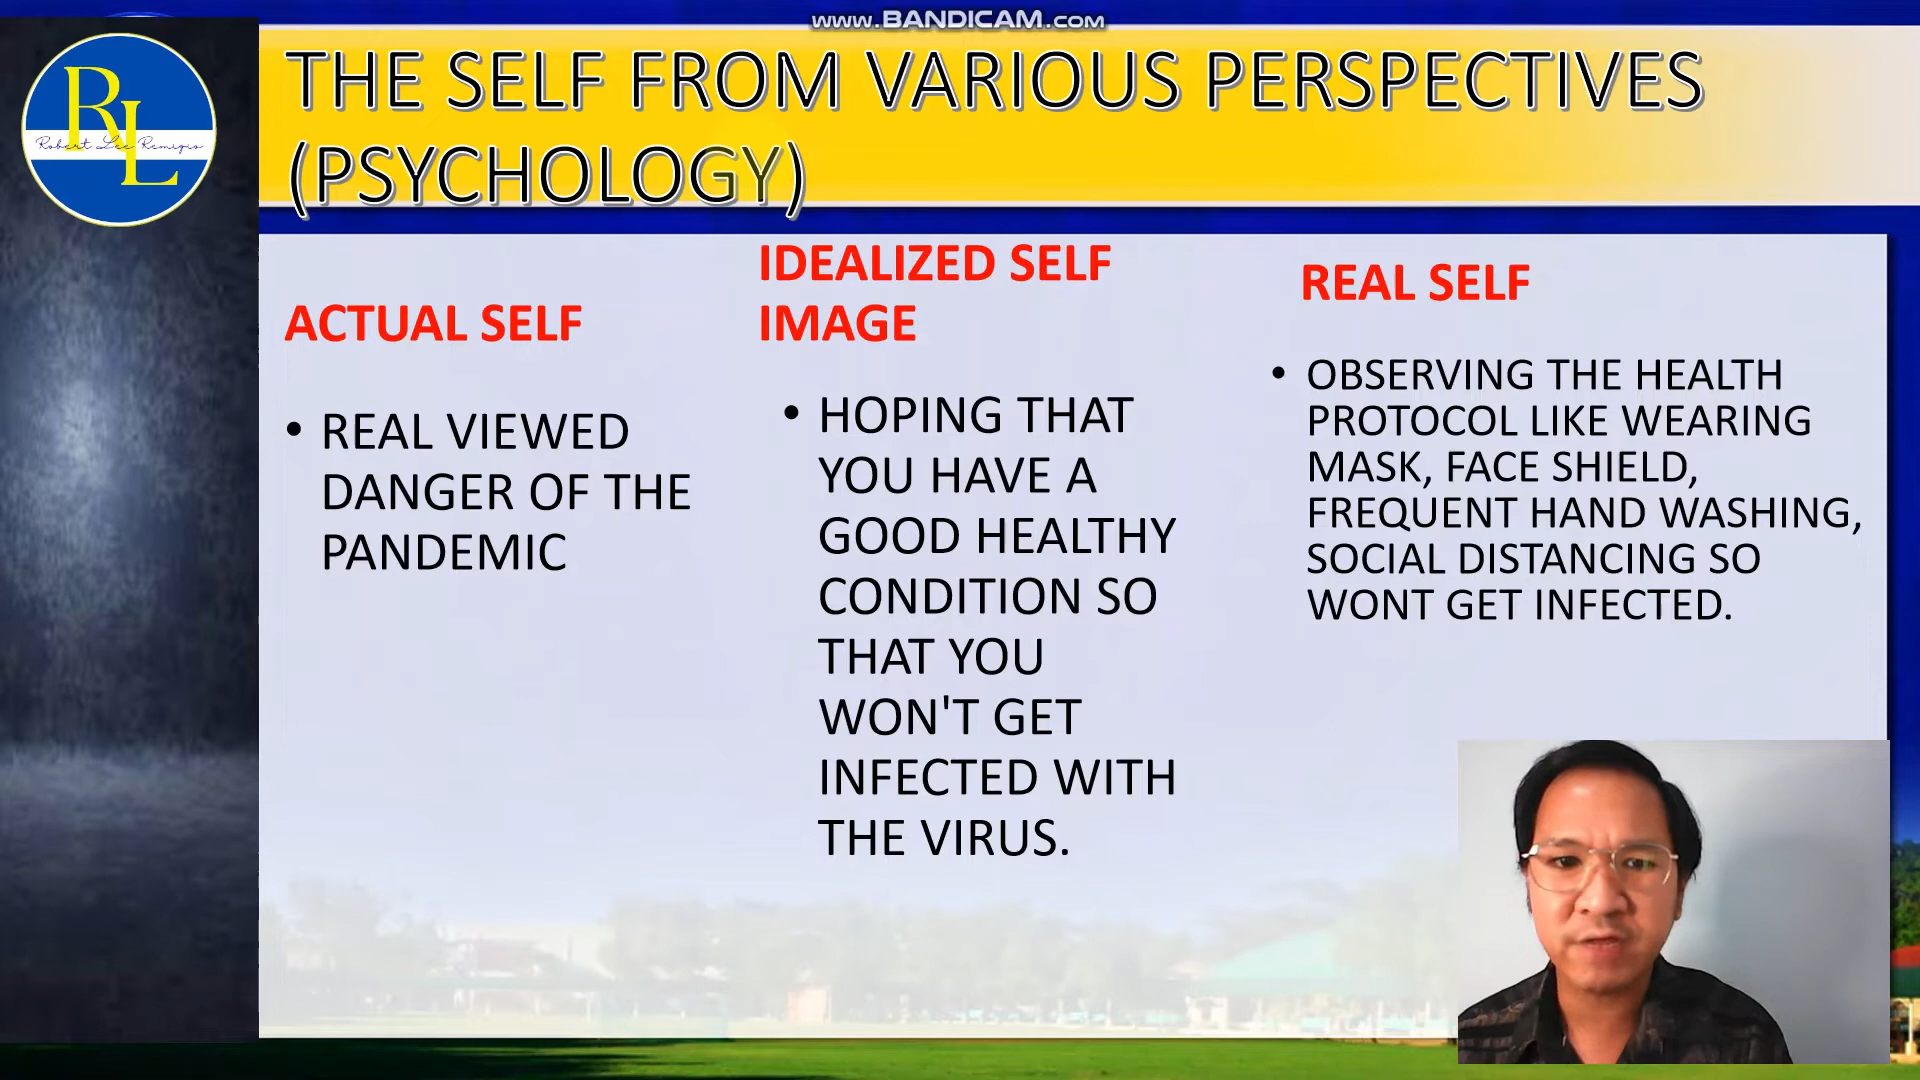 www.BANDICAM.com
RL
Robert Lee Remigio
THE SELF FROM VARIOUS PERSPECTIVES
(PSYCHOLOGY)
ACTUAL SELF
• REAL VIEWED
DANGER OF THE
PANDEMIC
IDEALIZED SELF
IMAGE
• HOPING THAT
YOU HAVE A
GOOD HEALTHY
CONDITION SO
THAT YOU
WON'T GET
INFECTED WITH
THE VIRUS.
REAL SELF
• OBSERVING THE HEALTH
PROTOCOL LIKE WEARING
MASK, FACE SHIELD,
FREQUENT HAND WASHING,
SOCIAL DISTANCING SO
WONT GET INFECTED.